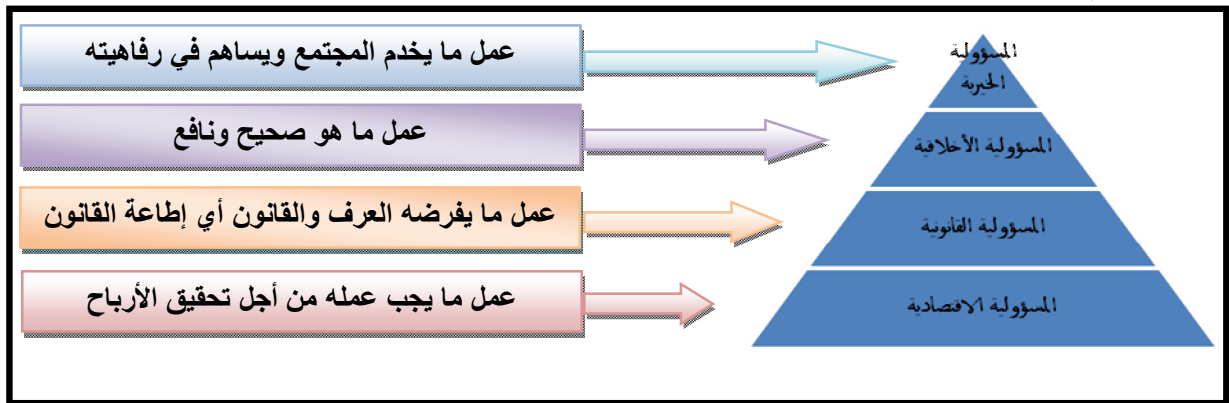 عمل ما يخدم المجتمع ويساهم في رفاهيته
المسؤولية
الخيرية
عمل ما هو صحيح ونافع
المسؤولية الأخلاقية
عمل ما يفرضه العرف والقانون أي إطاعة القانون
المسؤولية القانونية
عمل ما يجب عمله من أجل تحقيق الأرباح
المسؤولية الاقتصادية